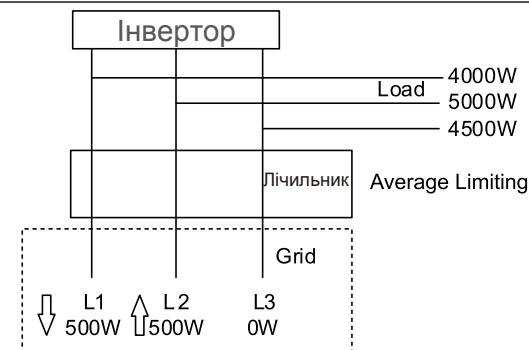 Інвертор
4000W
Load
5000W
4500W
Лічильник
Average Limiting
Grid
L1 L2 L3
500W 500W 0W